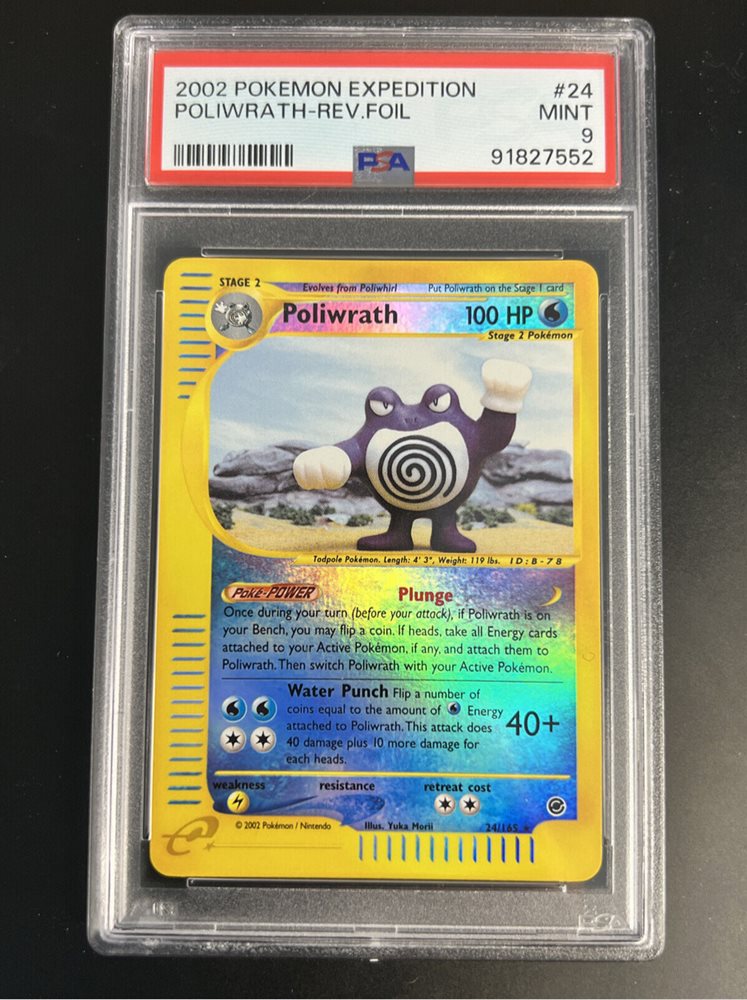 2002 POKEMON EXPEDITION #24
POLIWRATH-REV.FOIL MINT
9
PSA 91827552
STAGE 2 Evolves from Poliwhirl Put Poliwrath on the Stage 1 card
Poliwrath 100 HP
Stage 2 Pokémon
Tadpole Pokémon. Length: 4' 3", Weight: 119 lbs. ID: B-78
Poké-POWER Plunge
Once during your turn (before your attack), if Poliwrath is on
your Bench, you may flip a coin. If heads, take all Energy cards
attached to your Active Pokémon, if any, and attach them to
Poliwrath. Then switch Poliwrath with your Active Pokémon.
Water Punch Flip a number of
coins equal to the amount of Energy
attached to Poliwrath. This attack does 40+
40 damage plus 10 more damage for
each heads.
weakness resistance retreat cost
© 2002 Pokémon / Nintendo Illus. Yuka Morii 24/165 ★
e
PSA